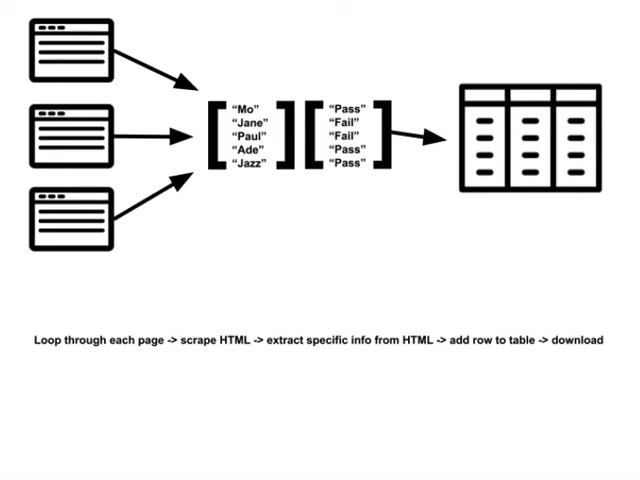 “Mo”
“Jane”
“Paul”
“Ade”
“Jazz”
“Pass”
“Fail”
“Fail”
“Pass”
“Pass”
Loop through each page -> scrape HTML -> extract specific info from HTML -> add row to table -> download